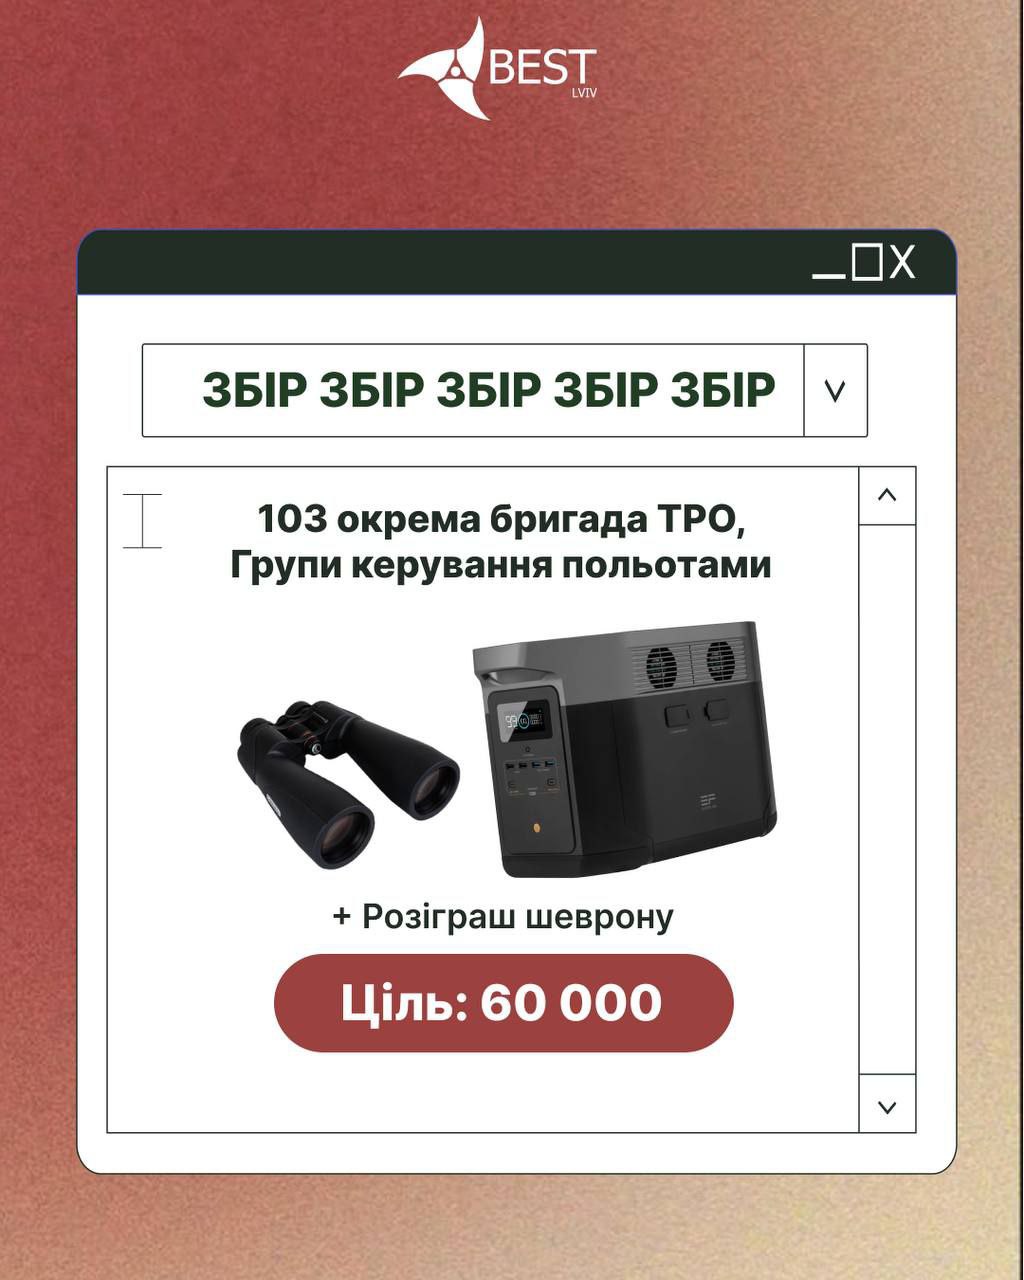 BEST
LVIV
X
ЗБІР ЗБІР ЗБІР ЗБІР ЗБІР
103 окрема бригада ТРО,
Групи керування польотами
+ Розіграш шеврону
Ціль: 60 000